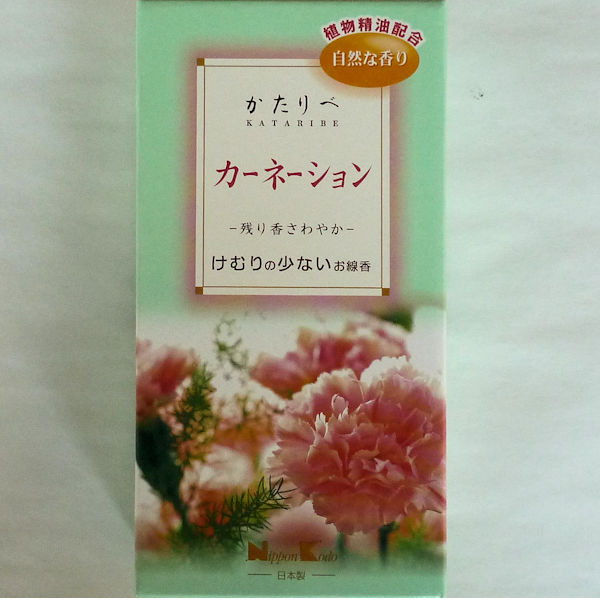 植物精油配合
自然な香り
かたりべ
KATARIBE
カーネーション
−残り香さわやか−
けむりの少ないお線香
Nippon Kodo
日本製